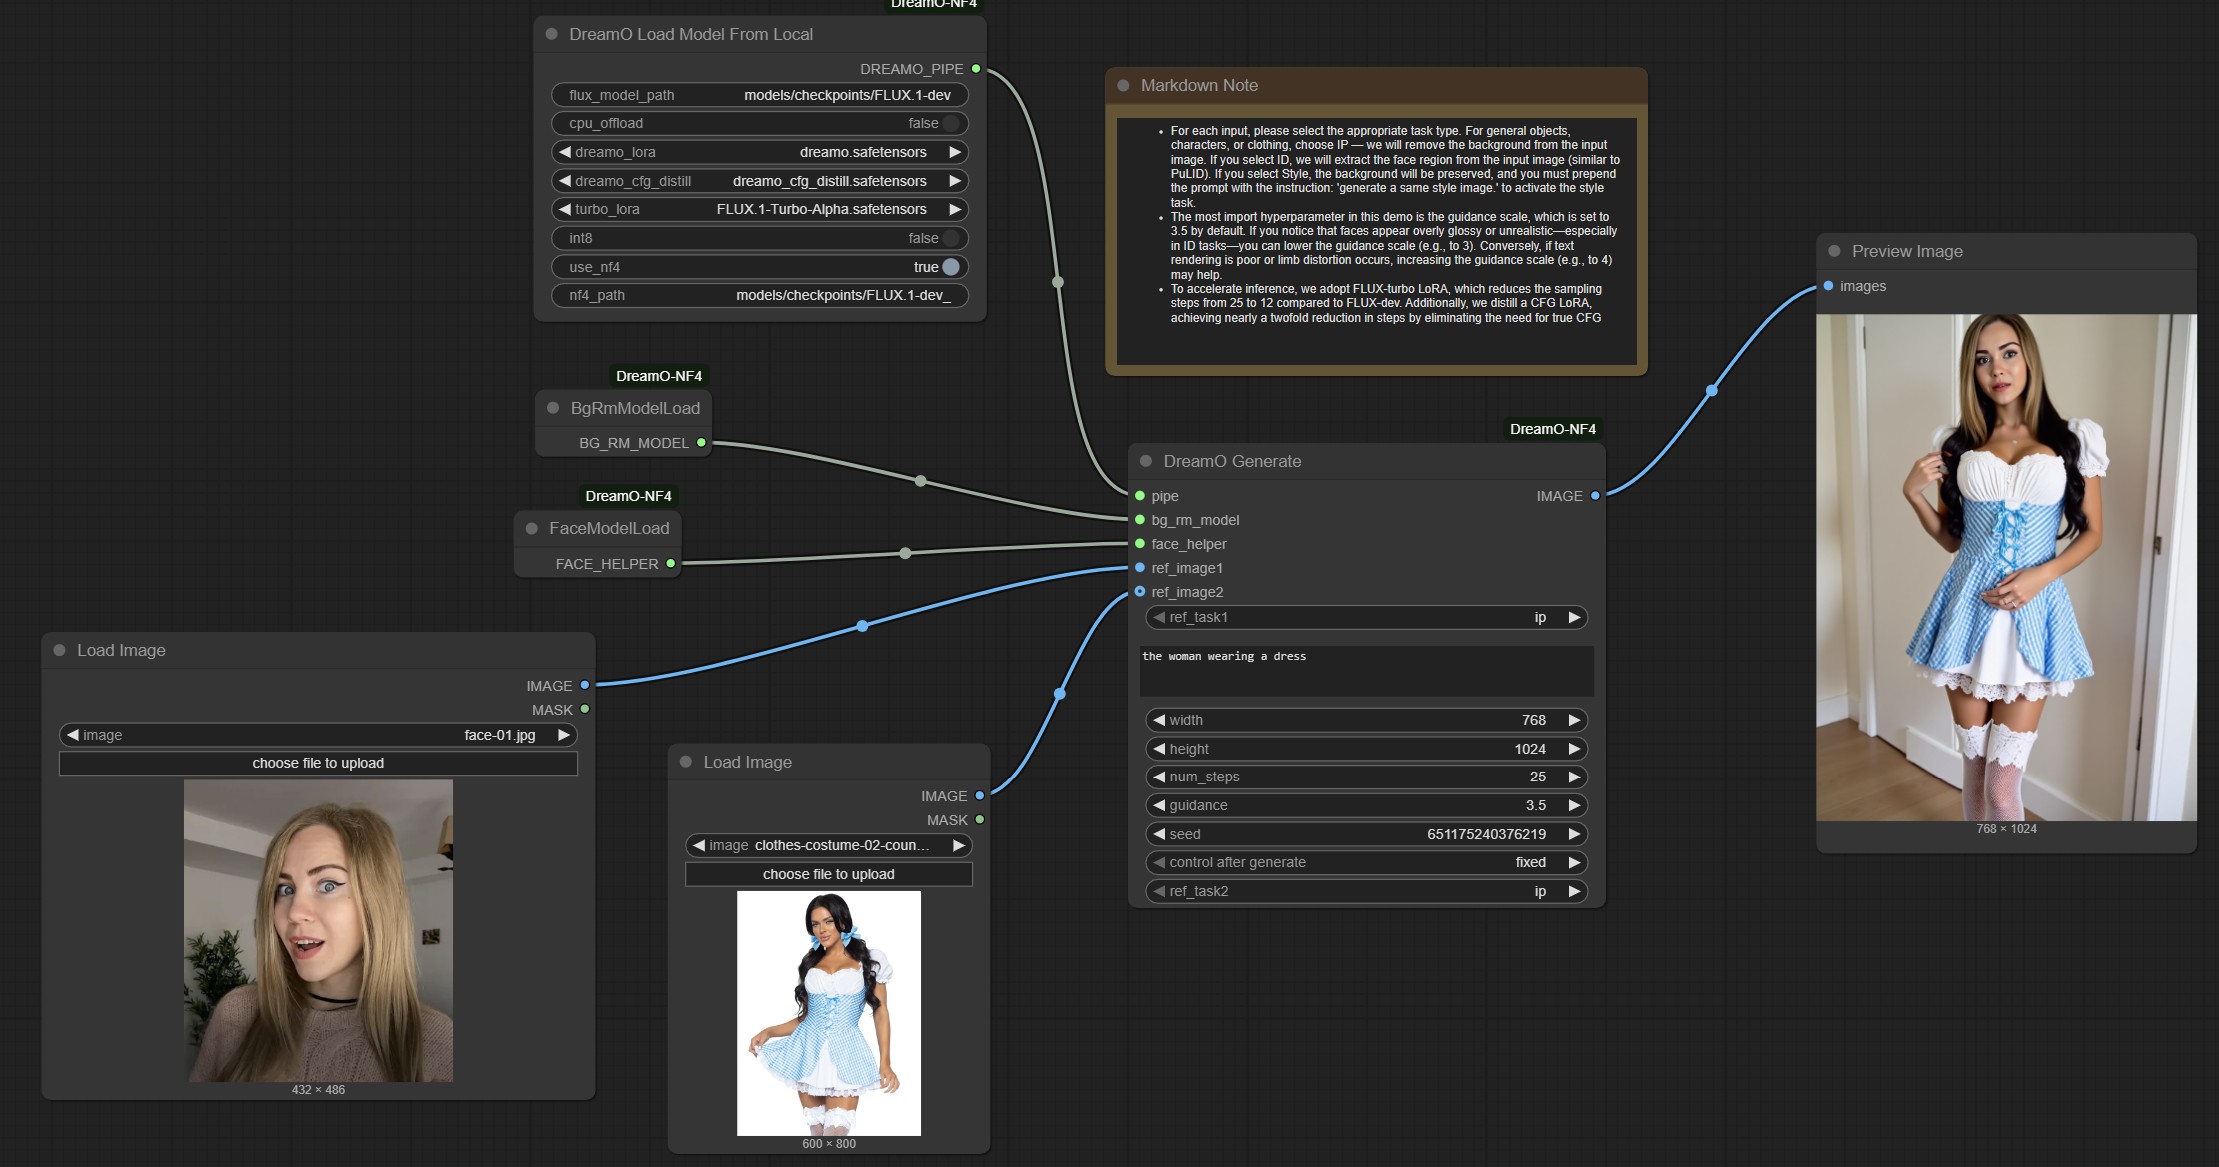 DreamO-NF4
DreamO Load Model From Local
DREAMO_PIPE
flux_model_path models/checkpoints/FLUX.1-dev
cpu_offload false
dreamo_lora dreamo.safetensors
dreamo_cfg_distill dreamo_cfg_distill.safetensors
turbo_lora FLUX.1-Turbo-Alpha.safetensors
int8 false
use_nf4 true
nf4_path models/checkpoints/FLUX.1-dev_
Markdown Note
• For each input, please select the appropriate task type. For general objects,
characters, or clothing, choose IP — we will remove the background from the input
image. If you select ID, we will extract the face region from the input image (similar to
PuLID). If you select Style, the background will be preserved, and you must prepend
the prompt with the instruction: 'generate a same style image.' to activate the style
task.
• The most import hyperparameter in this demo is the guidance scale, which is set to
3.5 by default. If you notice that faces appear overly glossy or unrealistic—especially
in ID tasks—you can lower the guidance scale (e.g., to 3). Conversely, if text
rendering is poor or limb distortion occurs, increasing the guidance scale (e.g., to 4)
may help.
• To accelerate inference, we adopt FLUX-turbo LoRA, which reduces the sampling
steps from 25 to 12 compared to FLUX-dev. Additionally, we distill a CFG LoRA,
achieving nearly a twofold reduction in steps by eliminating the need for true CFG
DreamO-NF4
BgRmModelLoad
BG_RM_MODEL
DreamO-NF4
FaceModelLoad
FACE_HELPER
Load Image
IMAGE
MASK
image face-01.jpg
choose file to upload
432 × 486
Load Image
IMAGE
MASK
image clothes-costume-02-coun...
choose file to upload
600 × 800
DreamO-NF4
DreamO Generate
pipe IMAGE
bg_rm_model
face_helper
ref_image1
ref_image2
ref_task1 ip
the woman wearing a dress
width 768
height 1024
num_steps 25
guidance 3.5
seed 651175240376219
control after generate fixed
ref_task2 ip
Preview Image
images
768 × 1024